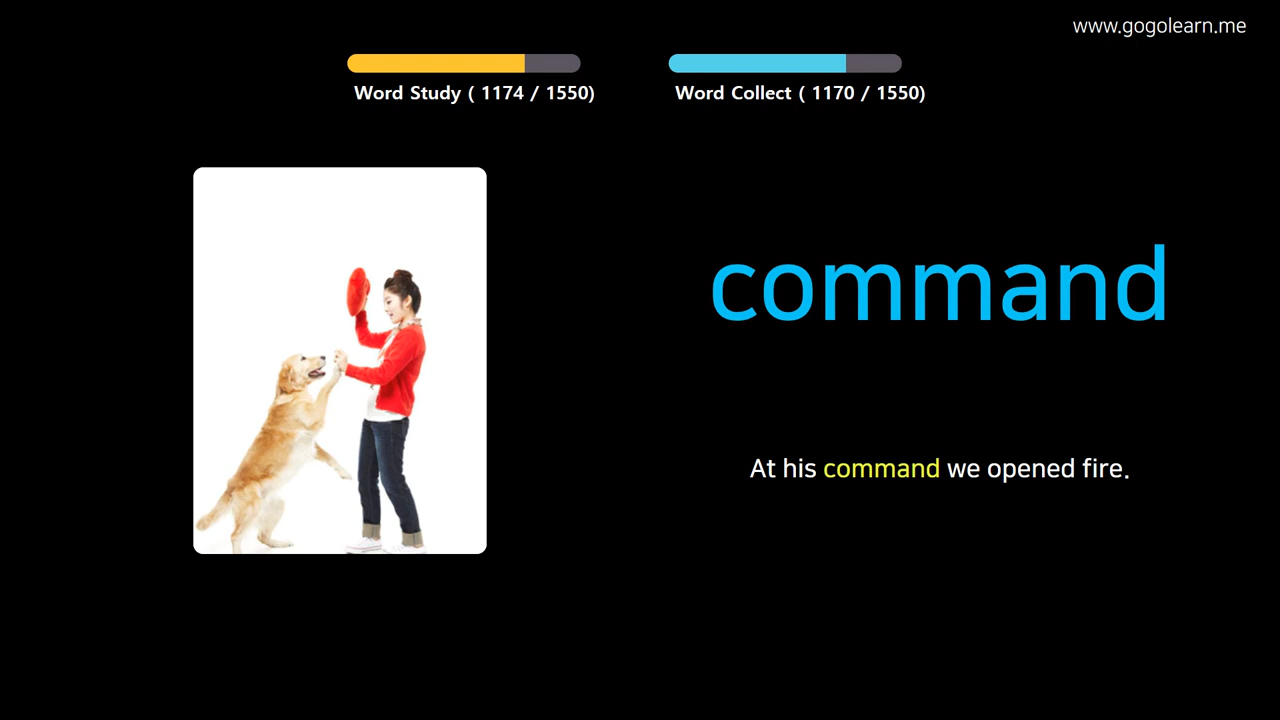 www.gogolearn.me
Word Study ( 1174 / 1550)
Word Collect ( 1170 / 1550)
command
At his command we opened fire.